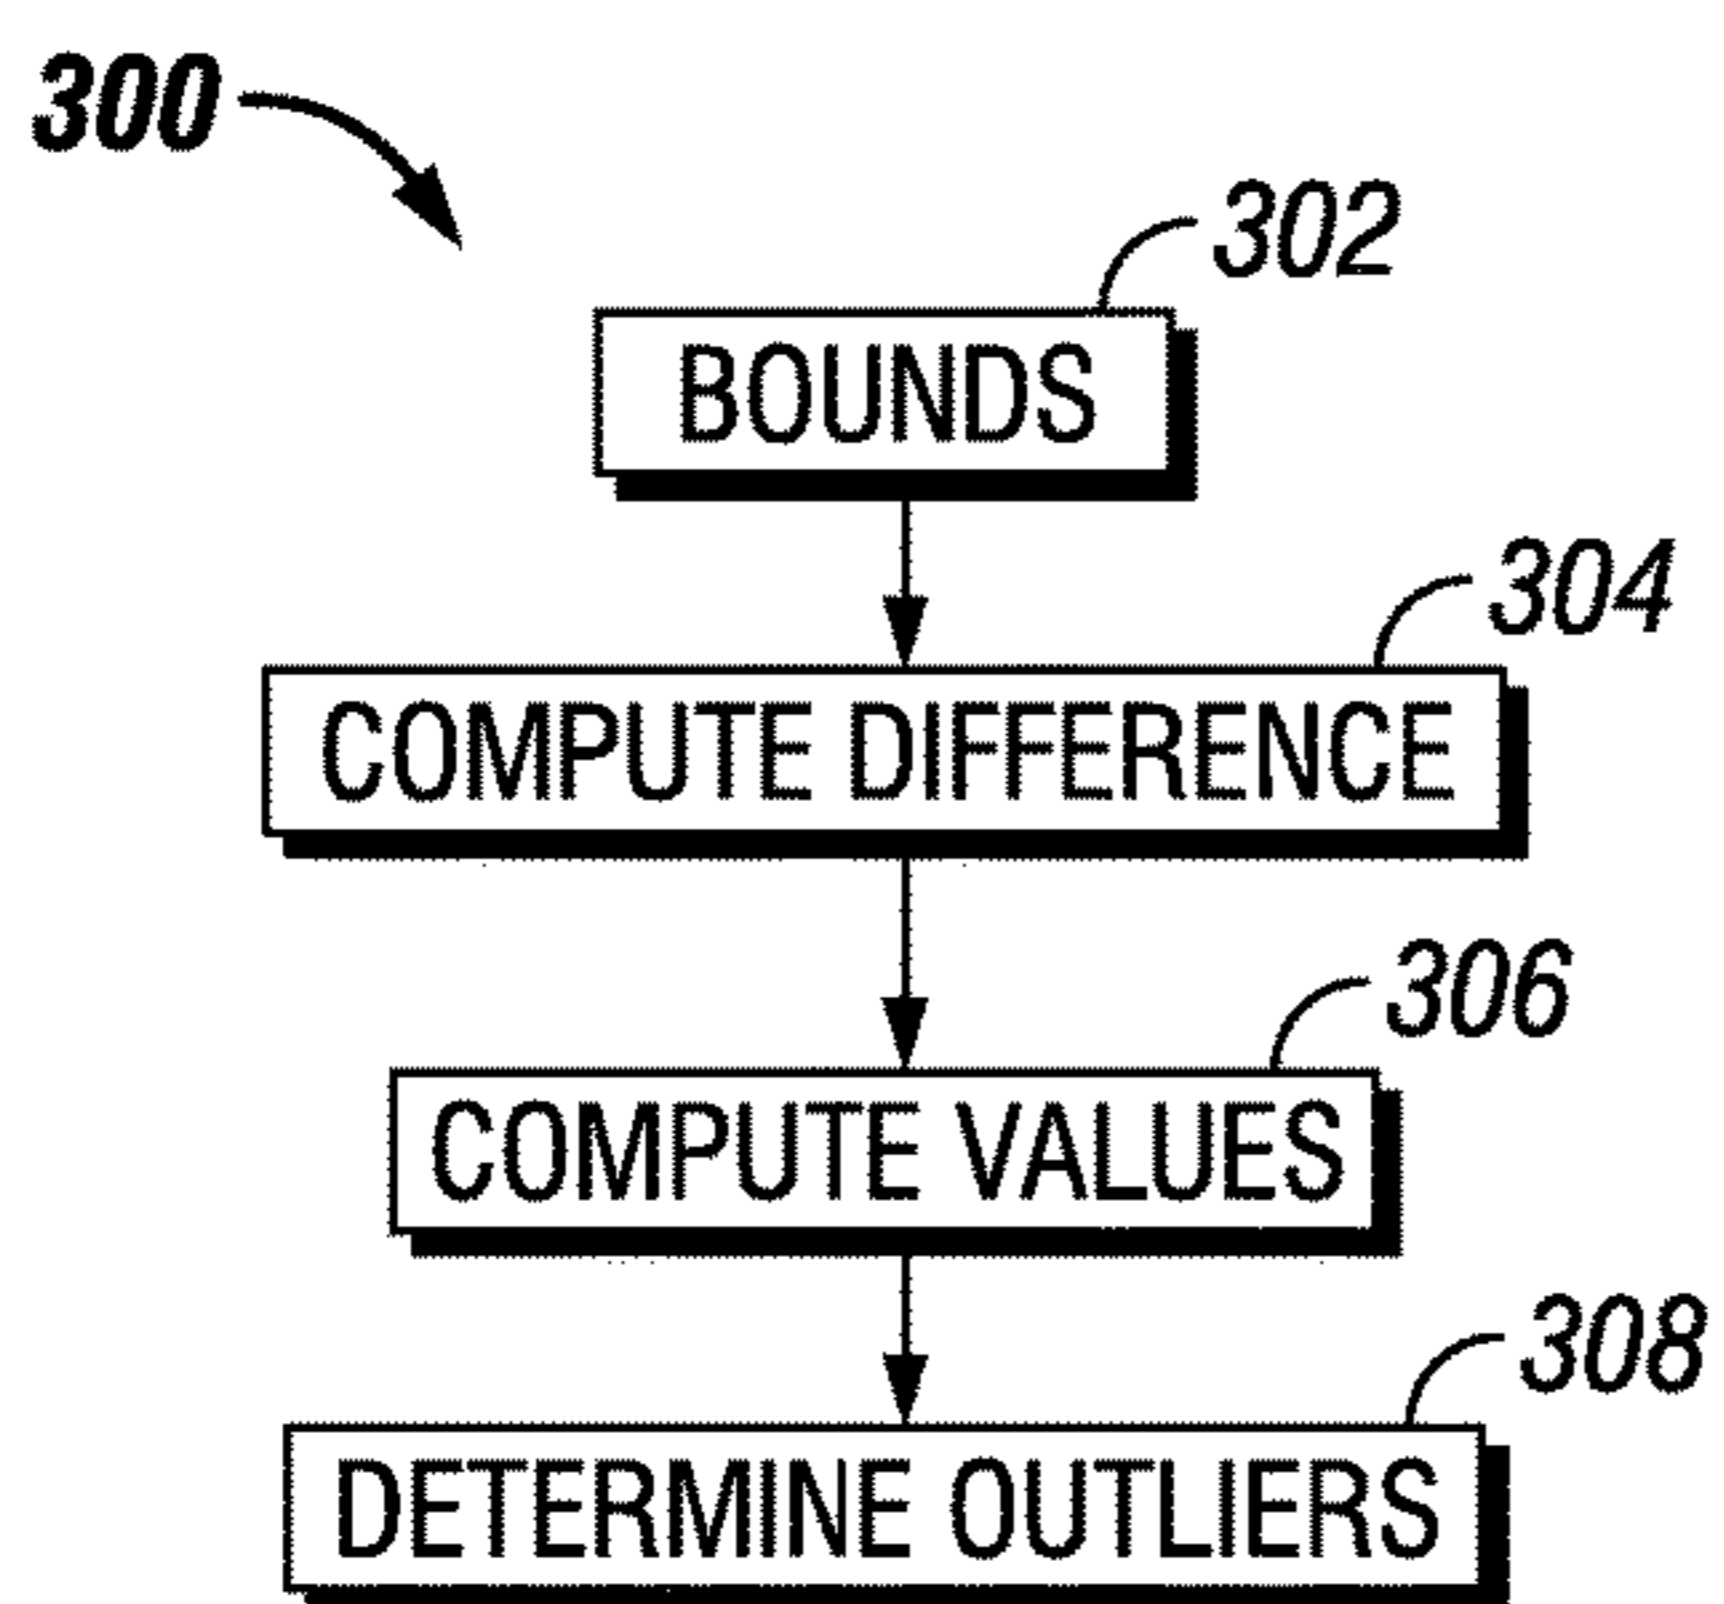 300
302
BOUNDS
304
COMPUTE DIFFERENCE
306
COMPUTE VALUES
308
DETERMINE OUTLIERS